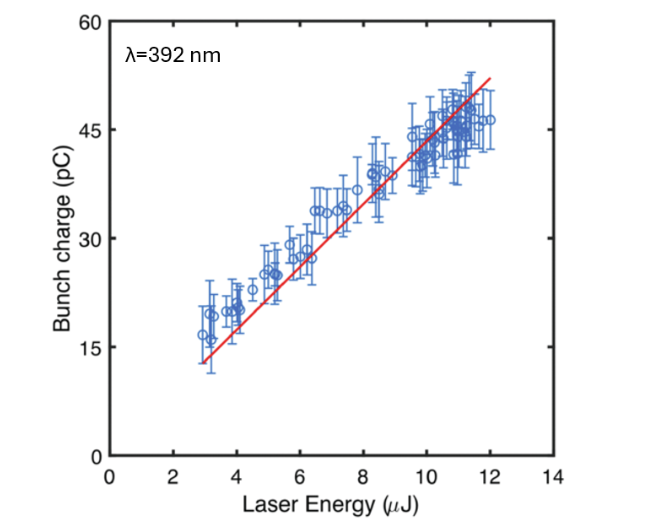 λ=392 nm
Bunch charge (pC)
60
45
30
15
0
0 2 4 6 8 10 12 14
Laser Energy (μJ)